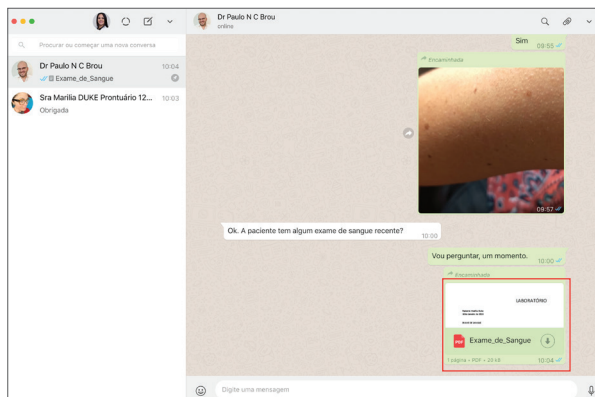 Procurar ou começar uma nova conversa
Dr Paulo N C Brou
10:04
Exame_de_Sangue
Sra Marilia DUKE Prontuário 12...
10:03
Obrigada
Dr Paulo N C Brou
online
Sim
09:55
Encaminhada
09:57
Ok. A paciente tem algum exame de sangue recente?
10:00
Vou perguntar, um momento.
10:00
Encaminhada
LABORATÓRIO
PDF
Exame_de_Sangue
1 página • PDF • 20 kB
10:04
Digite uma mensagem